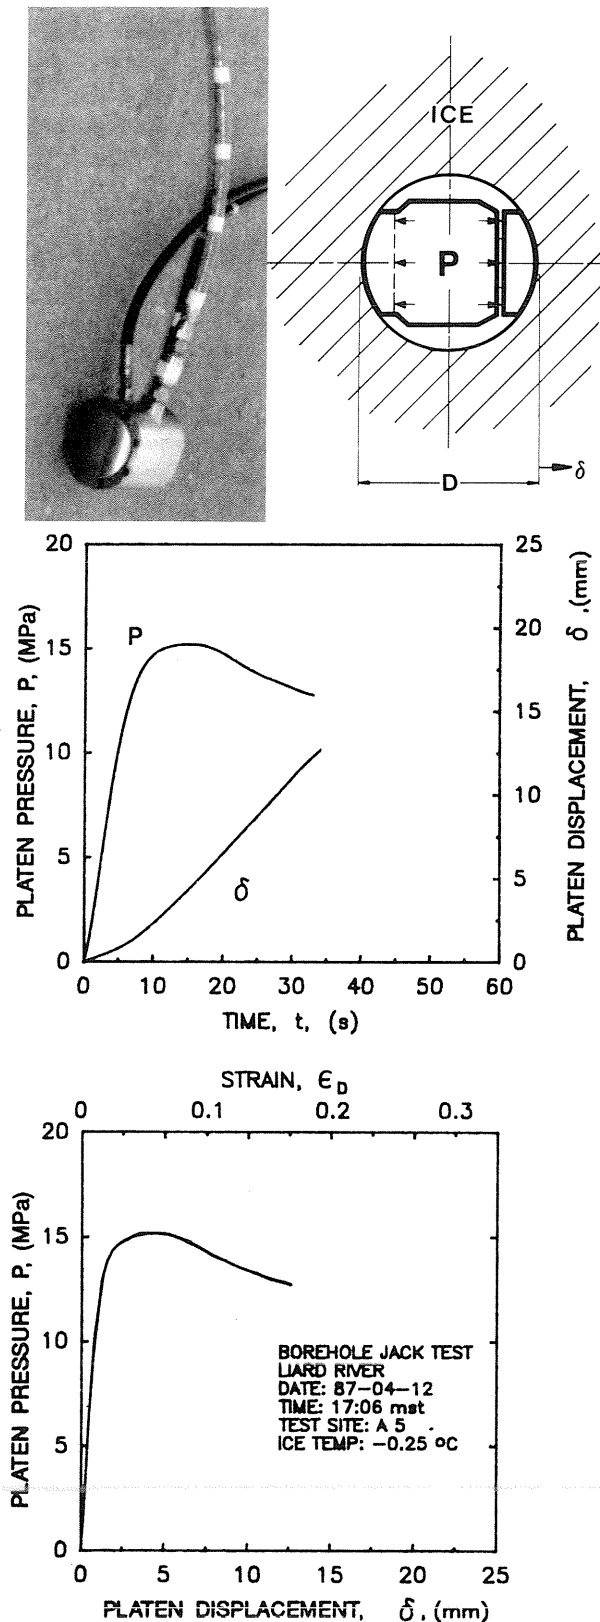 ICE
P
D
δ
20
15
10
5
0
PLATEN PRESSURE, P, (MPa)
P
δ
25
20
15
10
5
0
PLATEN DISPLACEMENT, δ ,(mm)
0 10 20 30 40 50 60
TIME, t, (s)
STRAIN, ϵD
0 0.1 0.2 0.3
20
15
10
5
0
PLATEN PRESSURE, P, (MPa)
BOREHOLE JACK TEST
LIARD RIVER
DATE: 87-04-12
TIME: 17:06 mst
TEST SITE: A 5
ICE TEMP: -0.25 °C
0 5 10 15 20 25
PLATEN DISPLACEMENT, δ, (mm)